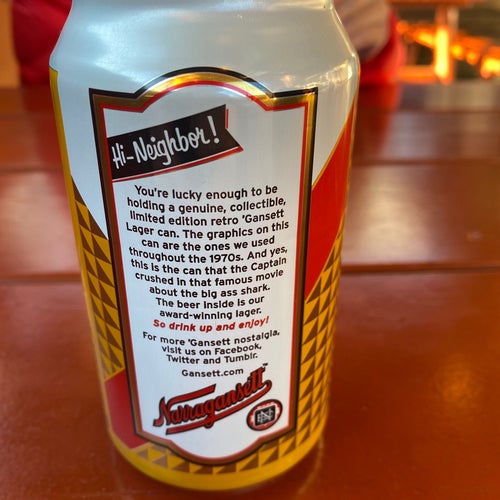 Hi-Neighbor!
You're lucky enough to be
holding a genuine, collectible,
limited edition retro 'Gansett
Lager can. The graphics on this
can are the ones we used
throughout the 1970s. And yes,
this is the can that the Captain
crushed in that famous movie
about the big ass shark.
The beer inside is our
award-winning lager.
So drink up and enjoy!
For more 'Gansett nostalgia,
visit us on Facebook,
Twitter and Tumblr.
Gansett.com
Narragansett™